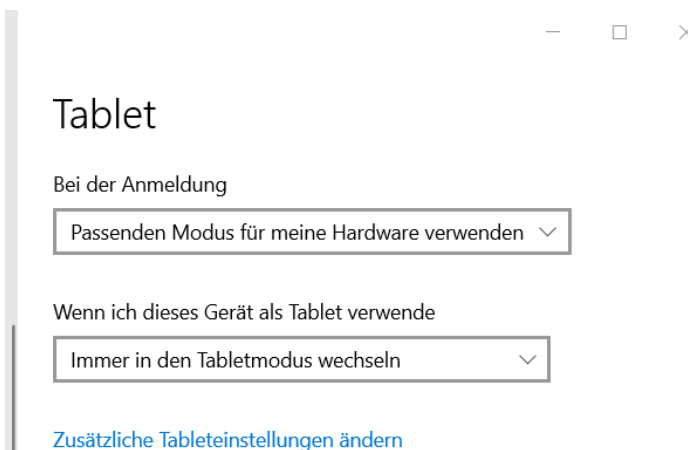 Tablet
Bei der Anmeldung
Passenden Modus für meine Hardware verwenden
Wenn ich dieses Gerät als Tablet verwende
Immer in den Tabletmodus wechseln
Zusätzliche Tableteinstellungen ändern